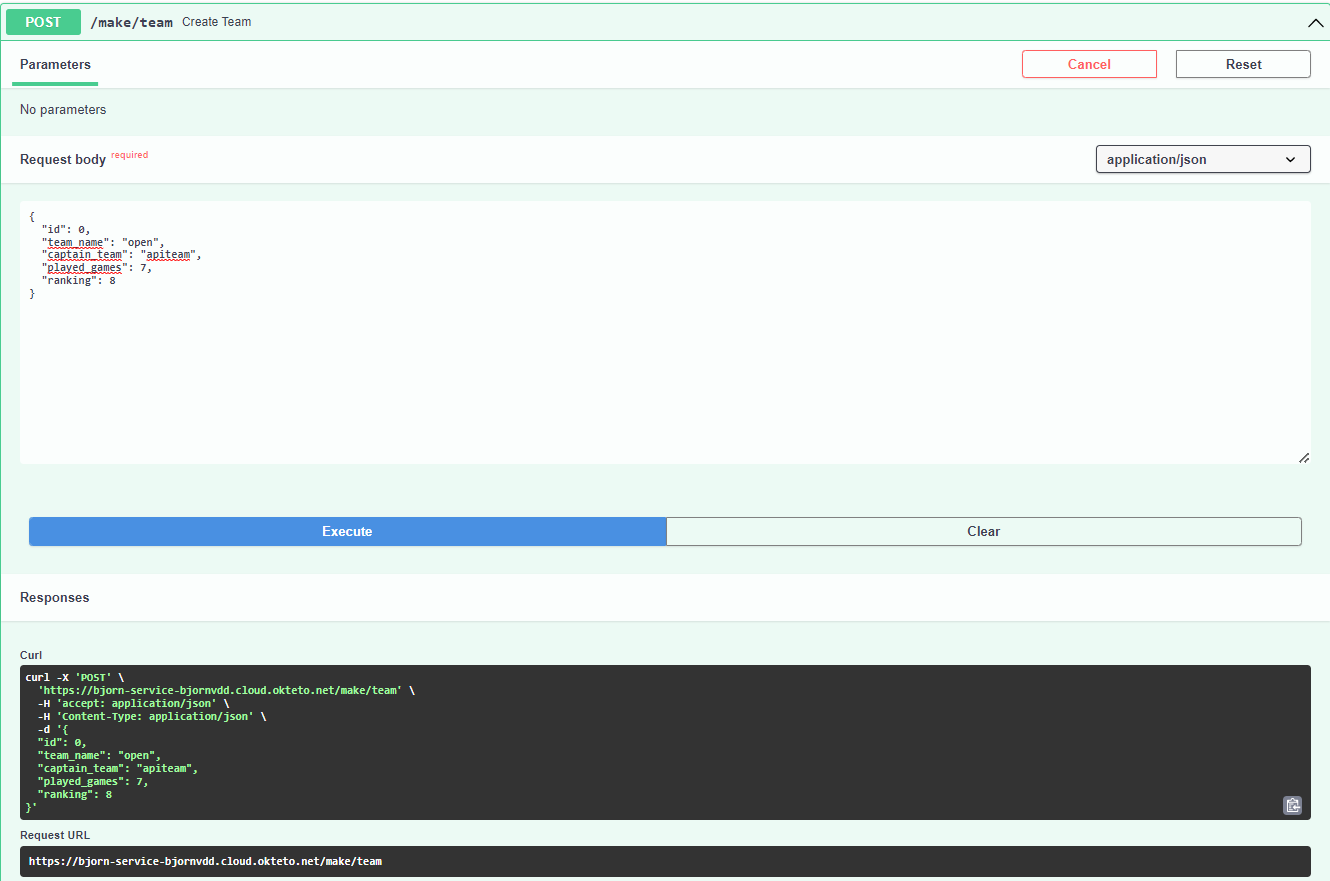 POST /make/team Create Team
Parameters Cancel Reset
No parameters
Request body required application/json
{
  "id": 0,
  "team_name": "open",
  "captain_team": "apiteam",
  "played_games": 7,
  "ranking": 8
}
Execute Clear
Responses
Curl
curl -X 'POST' \
  'https://bjorn-service-bjornvdd.cloud.okteto.net/make/team' \
  -H 'accept: application/json' \
  -H 'Content-Type: application/json' \
  -d '{
  "id": 0,
  "team_name": "open",
  "captain_team": "apiteam",
  "played_games": 7,
  "ranking": 8
}'
Request URL
https://bjorn-service-bjornvdd.cloud.okteto.net/make/team